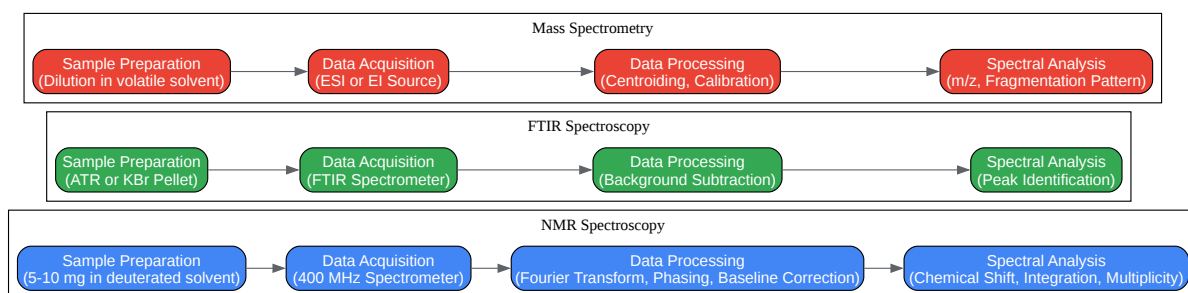 Mass Spectrometry
Sample Preparation
(Dilution in volatile solvent)
Data Acquisition
(ESI or EI Source)
Data Processing
(Centroiding, Calibration)
Spectral Analysis
(m/z, Fragmentation Pattern)
FTIR Spectroscopy
Sample Preparation
(ATR or KBr Pellet)
Data Acquisition
(FTIR Spectrometer)
Data Processing
(Background Subtraction)
Spectral Analysis
(Peak Identification)
NMR Spectroscopy
Sample Preparation
(5-10 mg in deuterated solvent)
Data Acquisition
(400 MHz Spectrometer)
Data Processing
(Fourier Transform, Phasing, Baseline Correction)
Spectral Analysis
(Chemical Shift, Integration, Multiplicity)